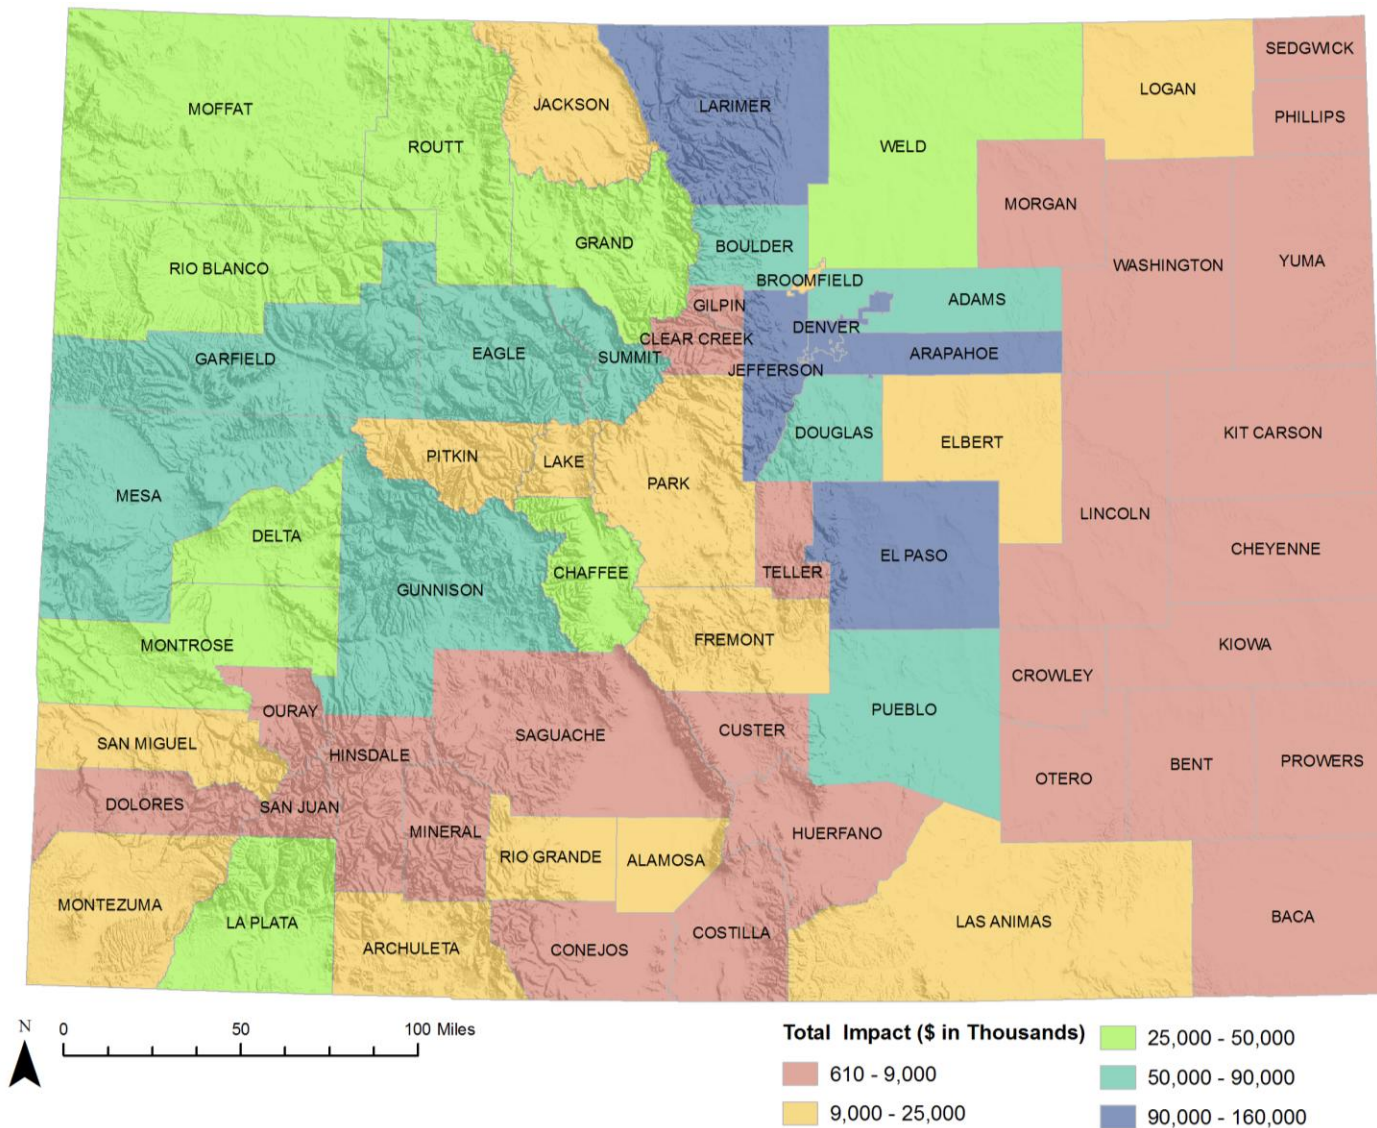 SEDGWICK
LOGAN
MOFFAT
JACKSON
LARIMER
PHILLIPS
ROUTT
WELD
MORGAN
GRAND
BOULDER
RIO BLANCO
WASHINGTON
YUMA
BROOMFIELD
GILPIN
ADAMS
DENVER
CLEAR CREEK
GARFIELD
EAGLE
SUMMIT
ARAPAHOE
JEFFERSON
DOUGLAS
ELBERT
KIT CARSON
PITKIN
LAKE
PARK
MESA
LINCOLN
DELTA
CHEYENNE
EL PASO
CHAFFEE
TELLER
GUNNISON
MONTROSE
FREMONT
KIOWA
CROWLEY
OURAY
PUEBLO
CUSTER
SAGUACHE
SAN MIGUEL
HINSDALE
PROWERS
BENT
OTERO
DOLORES
SAN JUAN
MINERAL
HUERFANO
RIO GRANDE
ALAMOSA
MONTEZUMA
LA PLATA
LAS ANIMAS
BACA
COSTILLA
ARCHULETA
CONEJOS
N
0 50 100 Miles
Total Impact ($ in Thousands)
610 - 9,000
9,000 - 25,000
25,000 - 50,000
50,000 - 90,000
90,000 - 160,000